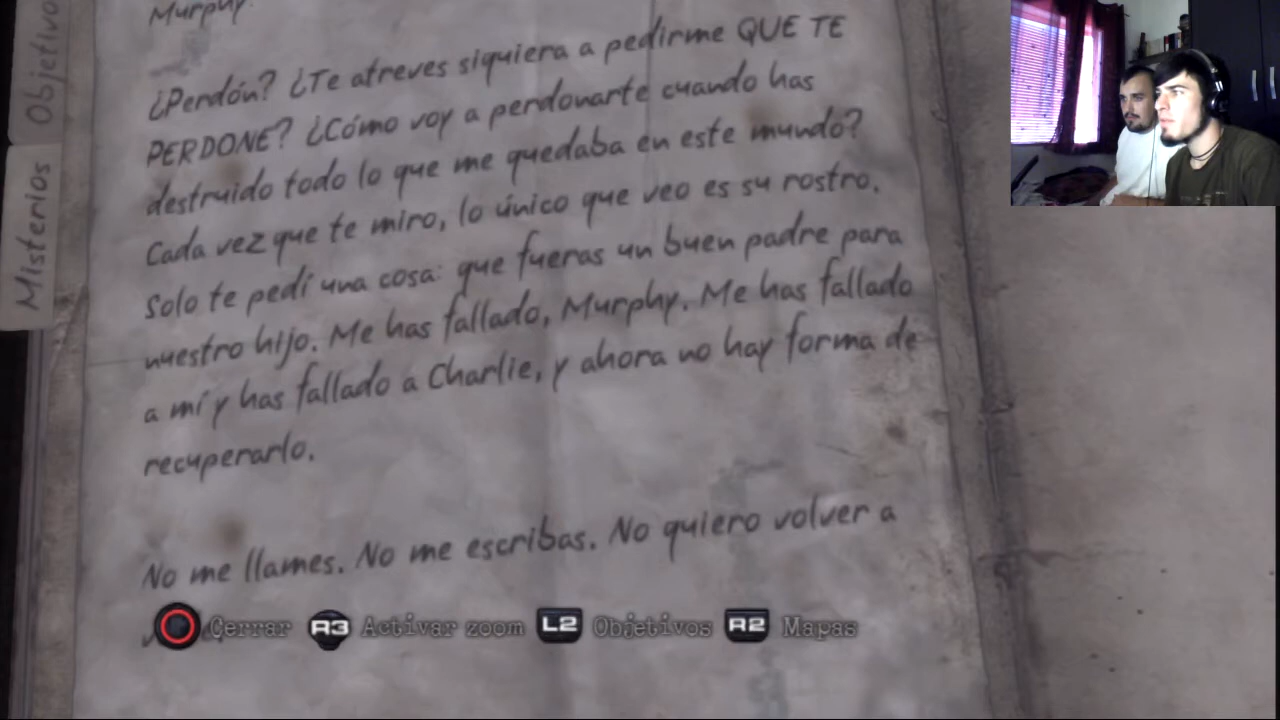 Objetivo
Misterios
Murphy.
¿Perdón? ¿Te atreves siquiera a pedirme QUE TE
PERDONE? ¿Cómo voy a perdonarte cuando has
destruido todo lo que me quedaba en este mundo?
Cada vez que te miro, lo único que veo es su rostro.
Solo te pedí una cosa: que fueras un buen padre para
nuestro hijo. Me has fallado, Murphy. Me has fallado
a mí y has fallado a Charlie, y ahora no hay forma de
recuperarlo.
No me llames. No me escribas. No quiero volver a
Cerrar R3 Activar zoom L2 Objetivos R2 Mapas